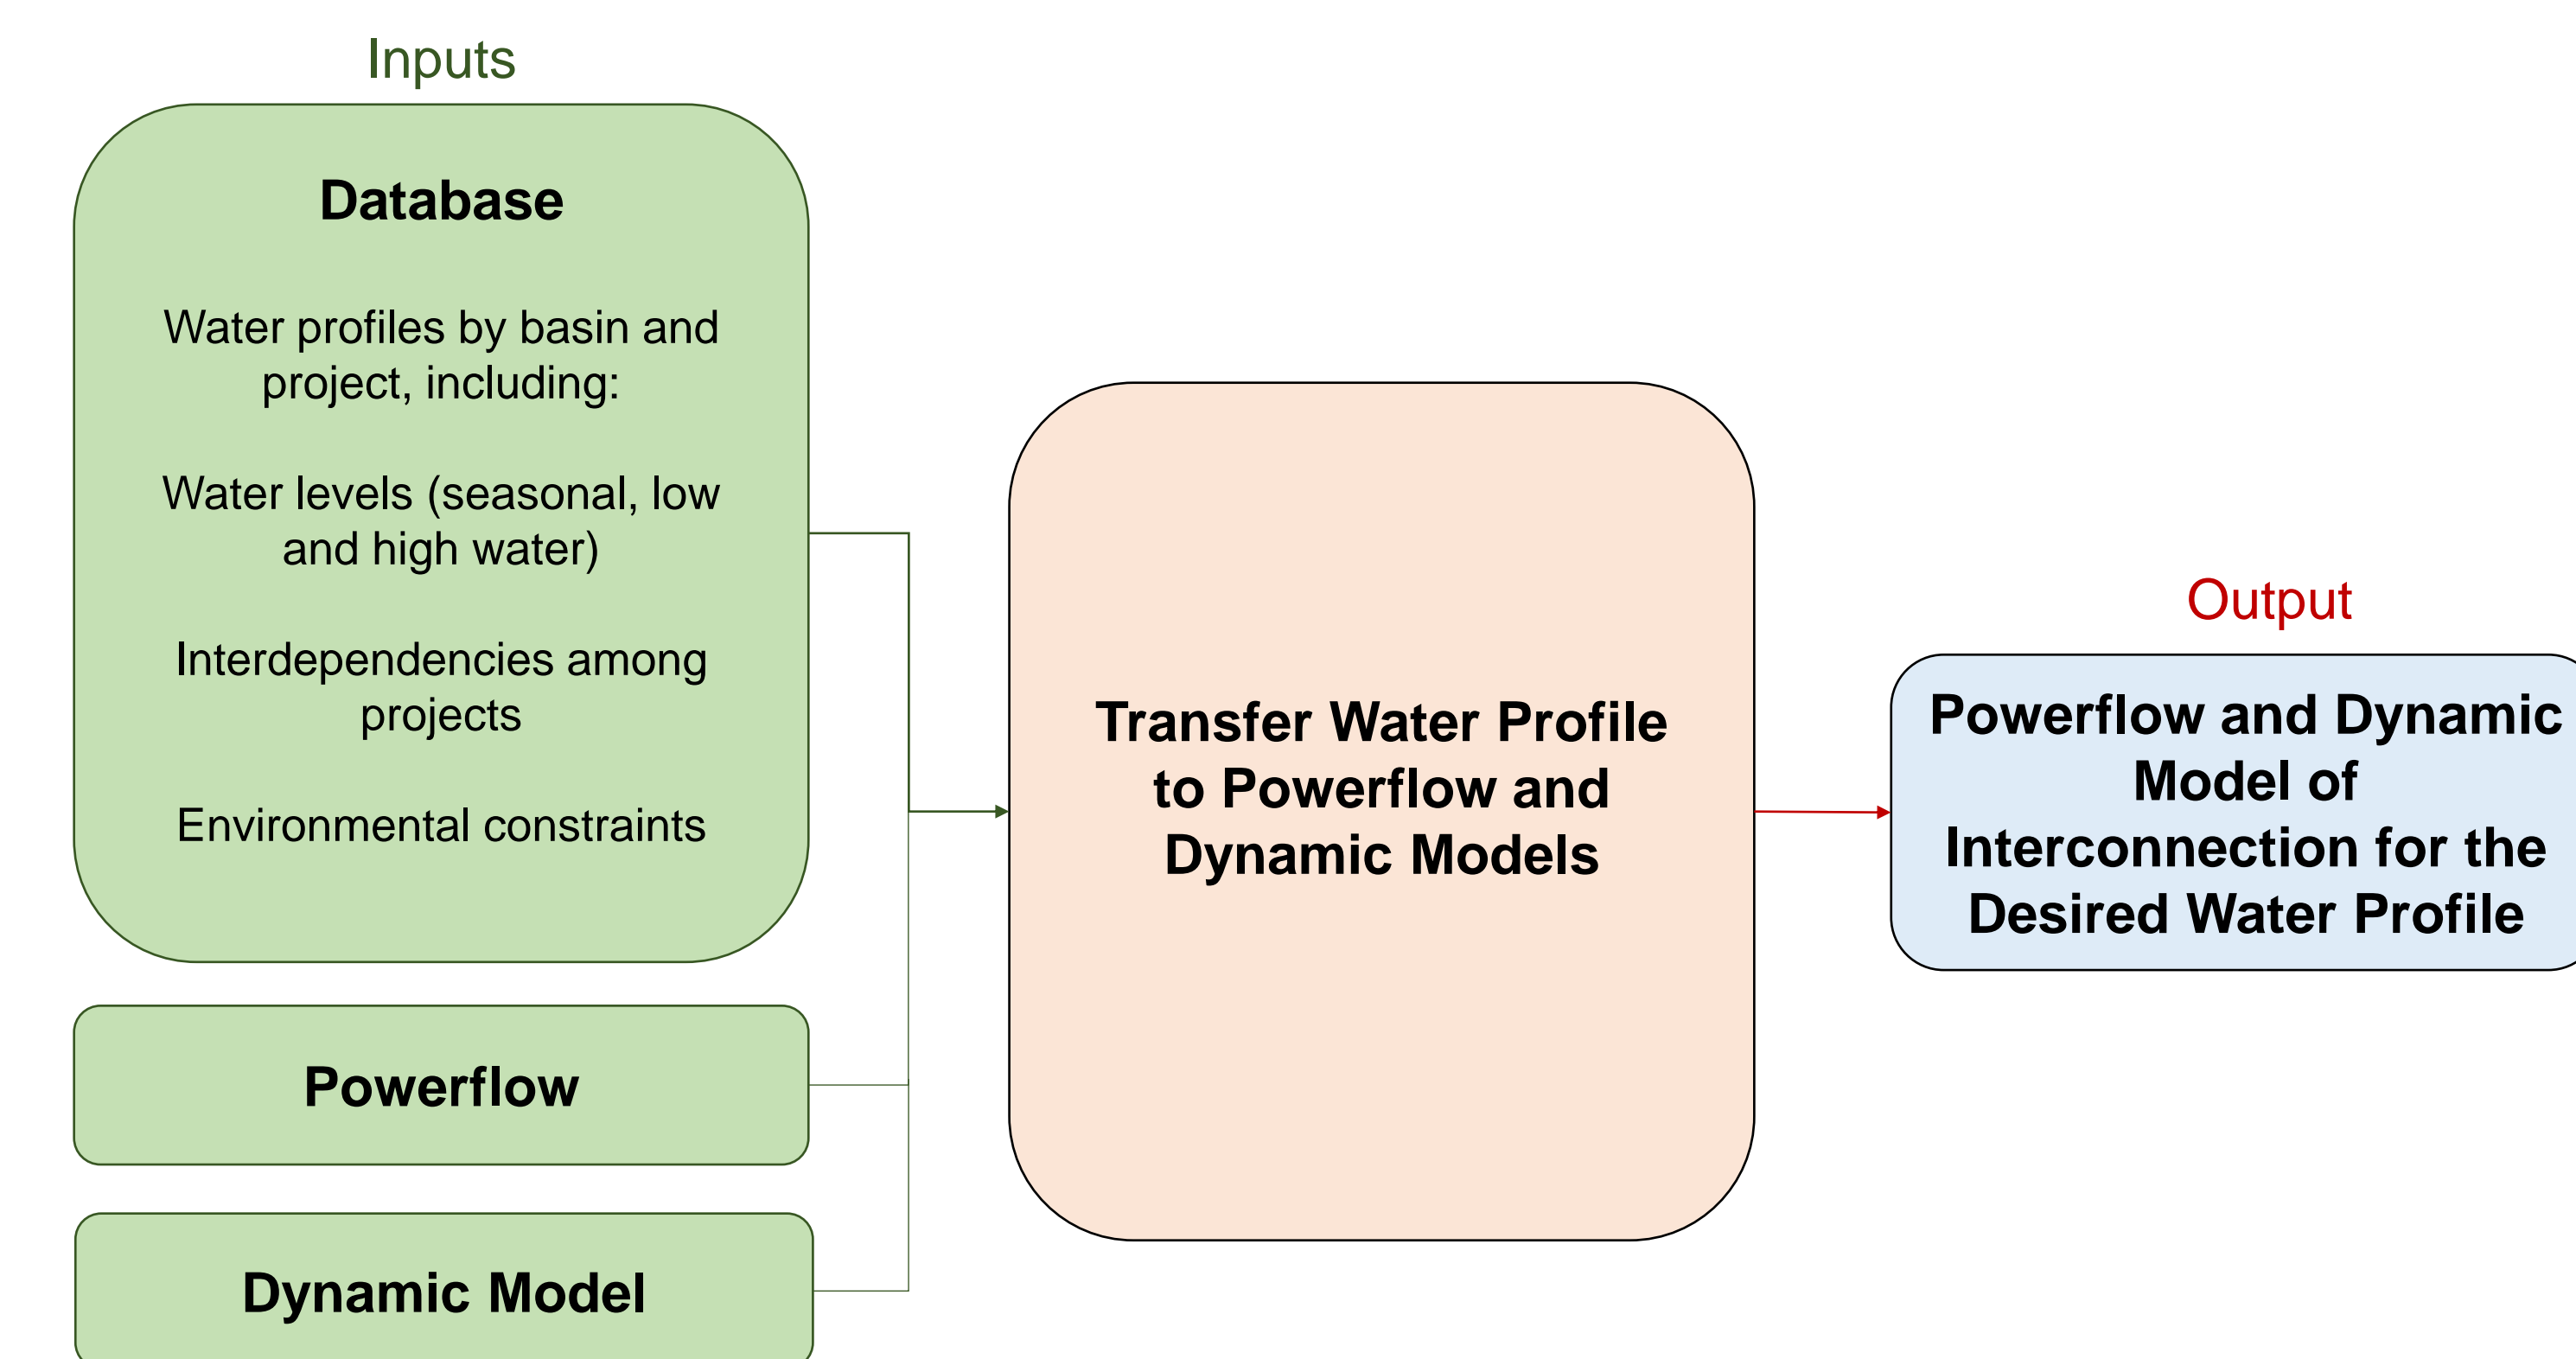 Inputs
Database
Water profiles by basin and
project, including:
Water levels (seasonal, low
and high water)
Interdependencies among
projects
Environmental constraints
Powerflow
Dynamic Model
Transfer Water Profile
to Powerflow and
Dynamic Models
Output
Powerflow and Dynamic
Model of
Interconnection for the
Desired Water Profile